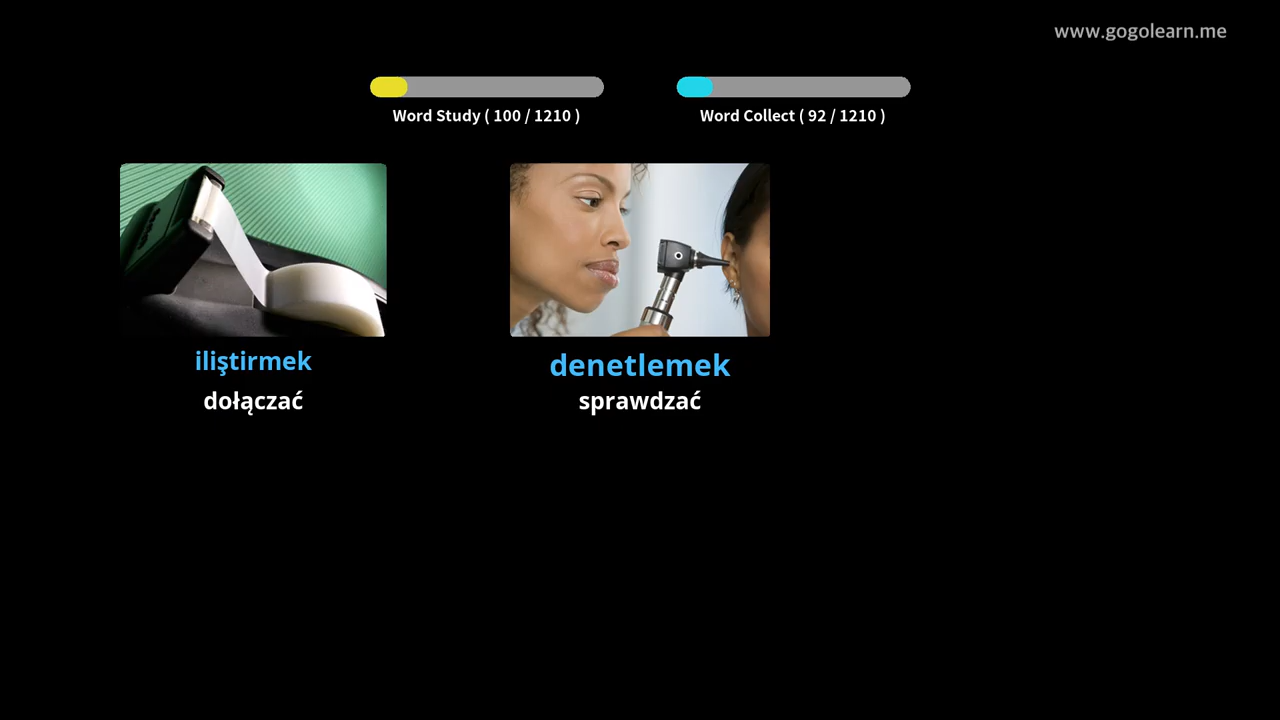 www.gogolearn.me
Word Study ( 100 / 1210 )
Word Collect ( 92 / 1210 )
iliştirmek
dołączać
denetlemek
sprawdzać